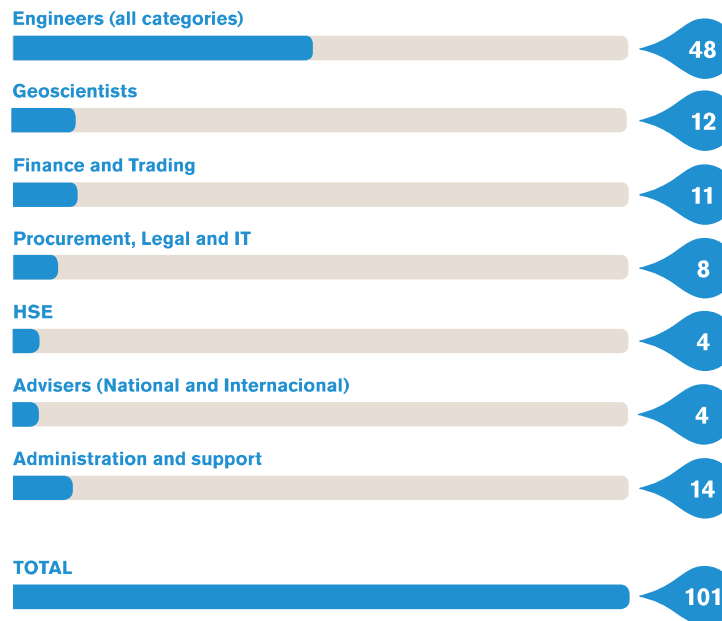 Engineers (all categories)
48
Geoscientists
12
Finance and Trading
11
Procurement, Legal and IT
8
HSE
4
Advisers (National and Internacional)
4
Administration and support
14
TOTAL
101